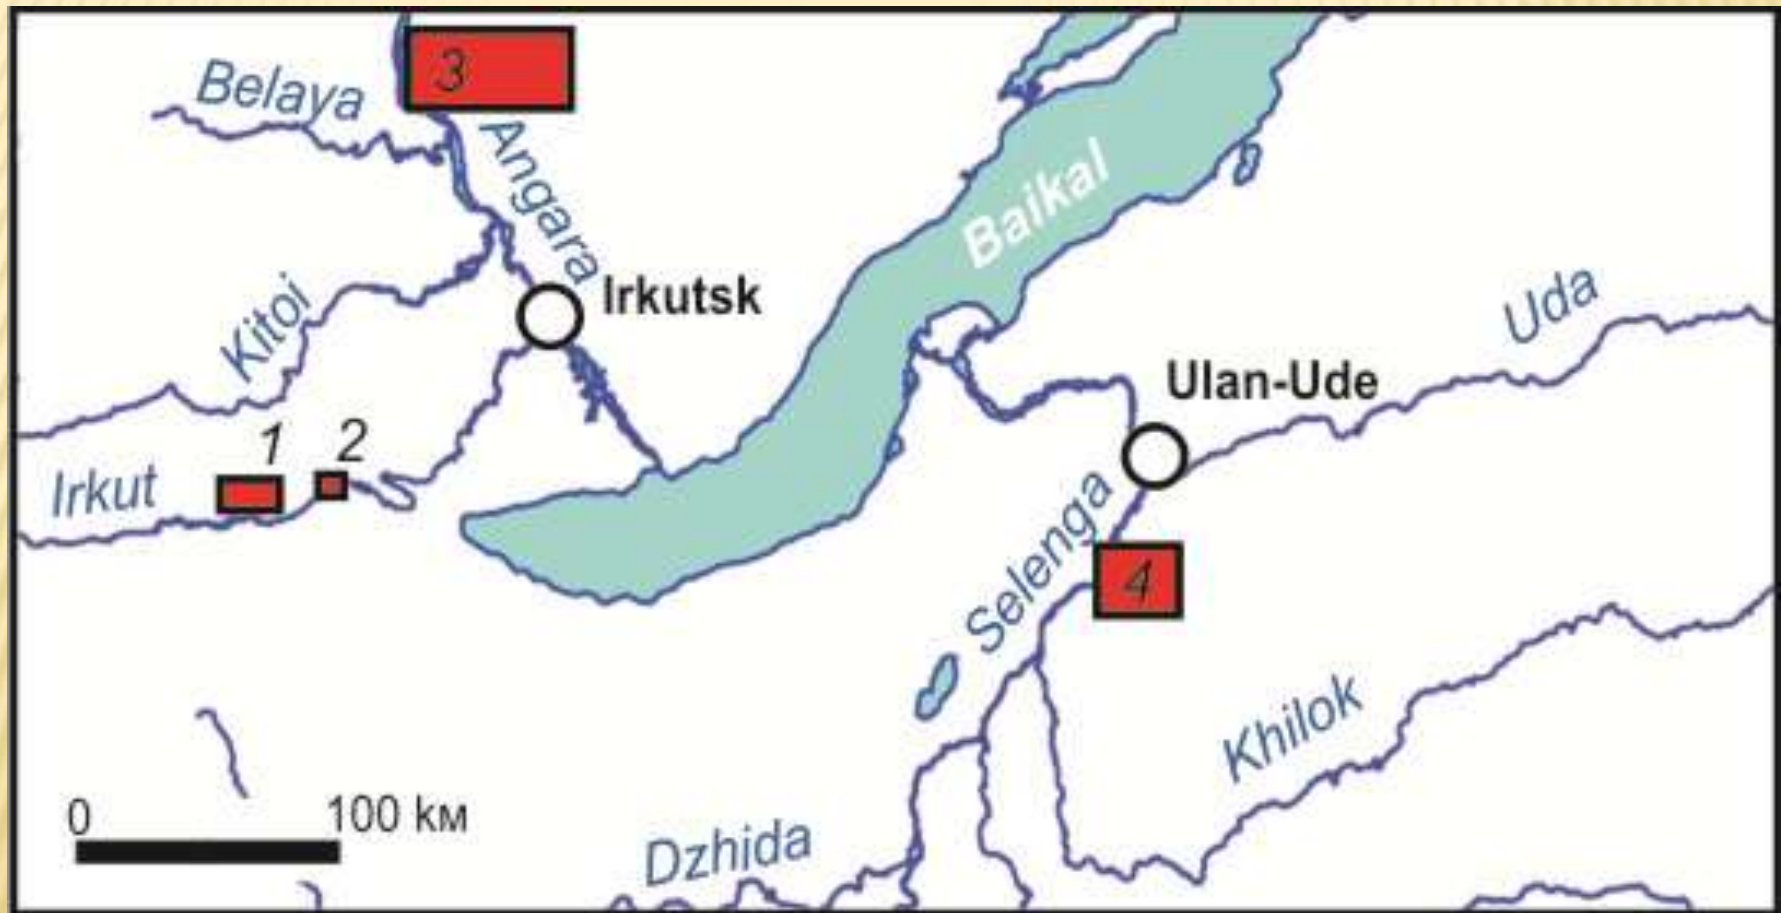 3
Belaya
Angara
Baikal
Irkutsk
Kitoi
Uda
Ulan-Ude
1
2
Irkut
Selenga
4
Khilok
0
100 км
Dzhida